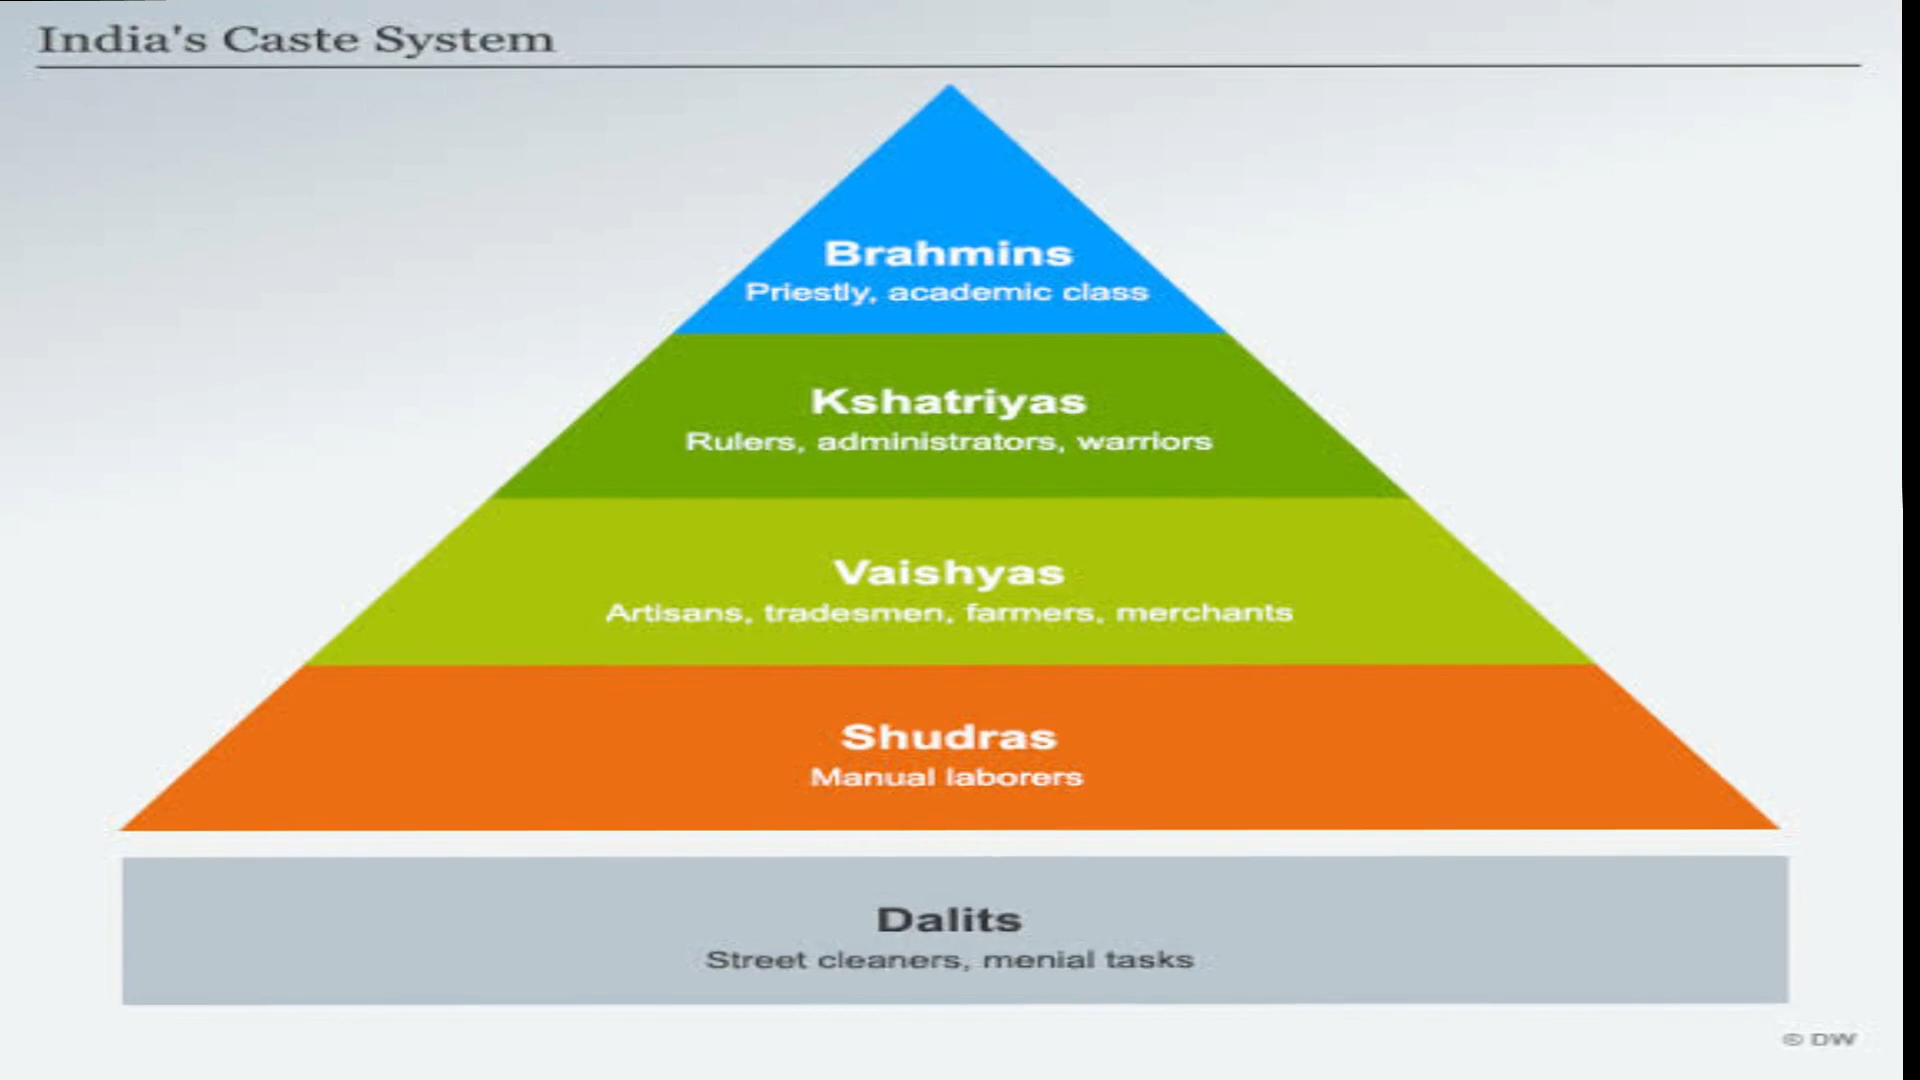 India's Caste System
Brahmins
Priestly, academic class
Kshatriyas
Rulers, administrators, warriors
Vaishyas
Artisans, tradesmen, farmers, merchants
Shudras
Manual laborers
Dalits
Street cleaners, menial tasks
© DW